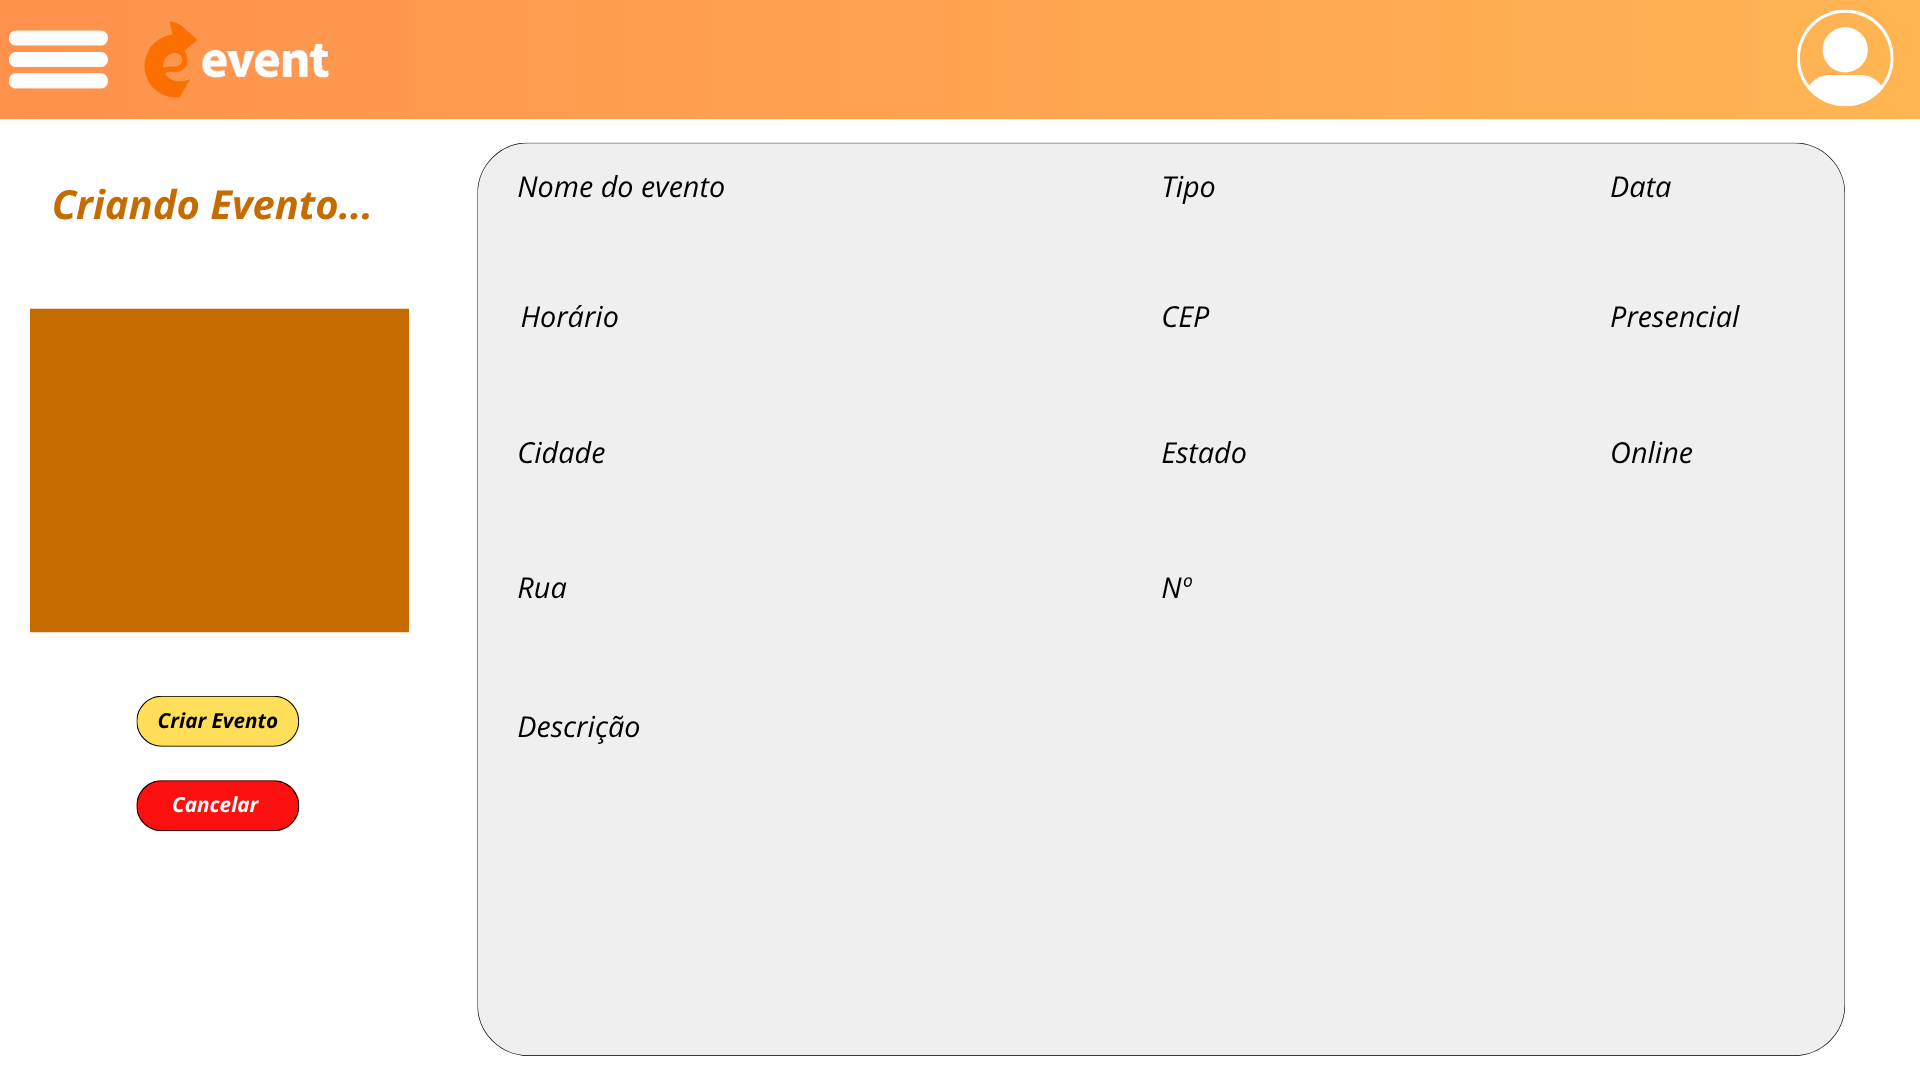 event
Criando Evento...
Criar Evento
Cancelar
Nome do evento
Tipo
Data
Horário
CEP
Presencial
Cidade
Estado
Online
Rua
Nº
Descrição